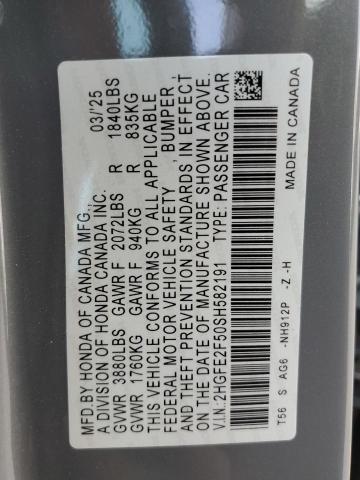 MFD.BY HONDA OF CANADA MFG., 03/'25
A DIVISION OF HONDA CANADA INC.
GVWR 3880LBS GAWR F 2072LBS R 1840LBS
GVWR 1760KG GAWR F 940KG R 835KG
THIS VEHICLE CONFORMS TO ALL APPLICABLE
FEDERAL MOTOR VEHICLE SAFETY , BUMPER ,
AND THEFT PREVENTION STANDARDS IN EFFECT
ON THE DATE OF MANUFACTURE SHOWN ABOVE.
V.I.N.:2HGFE2F50SH582191 TYPE: PASSENGER CAR
T56 S AG6 -NH912P -Z -H MADE IN CANADA